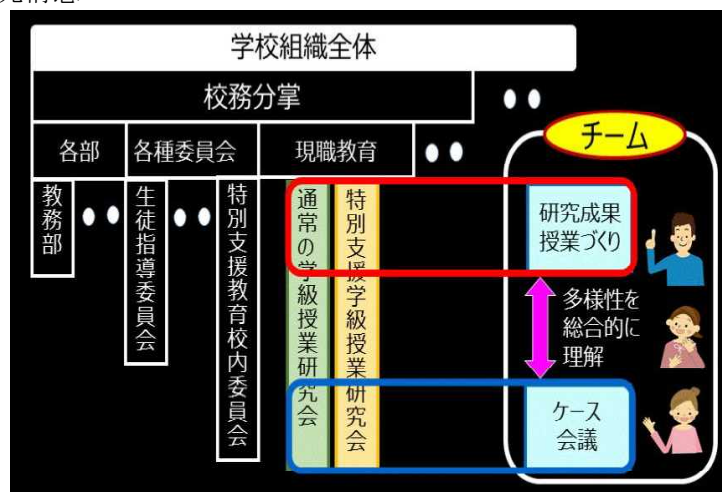 学校組織全体
校務分掌
各部
各種委員会
現職教育
教務部
生徒指導委員会
特別支援教育校内委員会
通常の学級授業研究会
特別支援学級授業研究会
チーム
研究成果
授業づくり
多様性を
総合的に
理解
ケース
会議